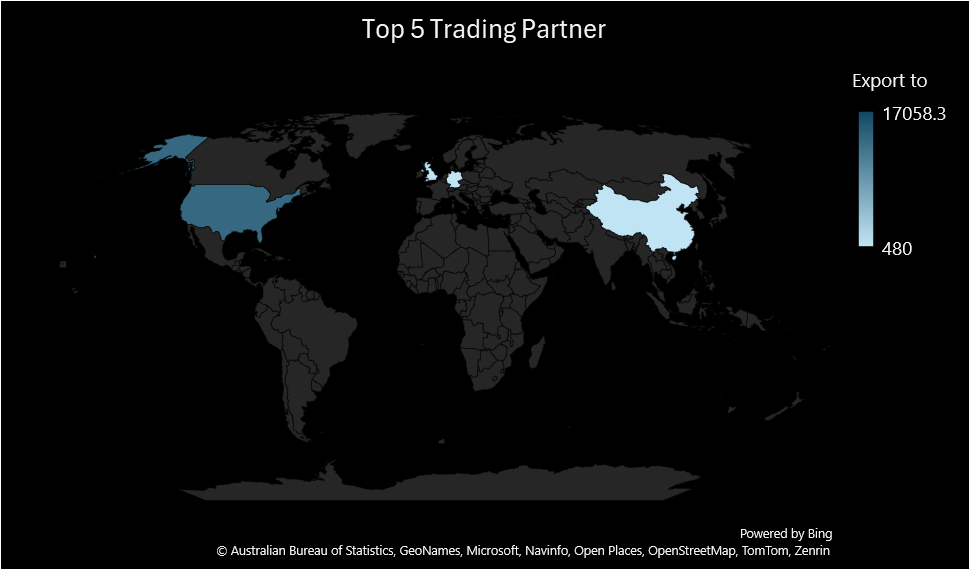 Top 5 Trading Partner
Export to
17058.3
480
Powered by Bing
© Australian Bureau of Statistics, GeoNames, Microsoft, Navinfo, Open Places, OpenStreetMap, TomTom, Zenrin